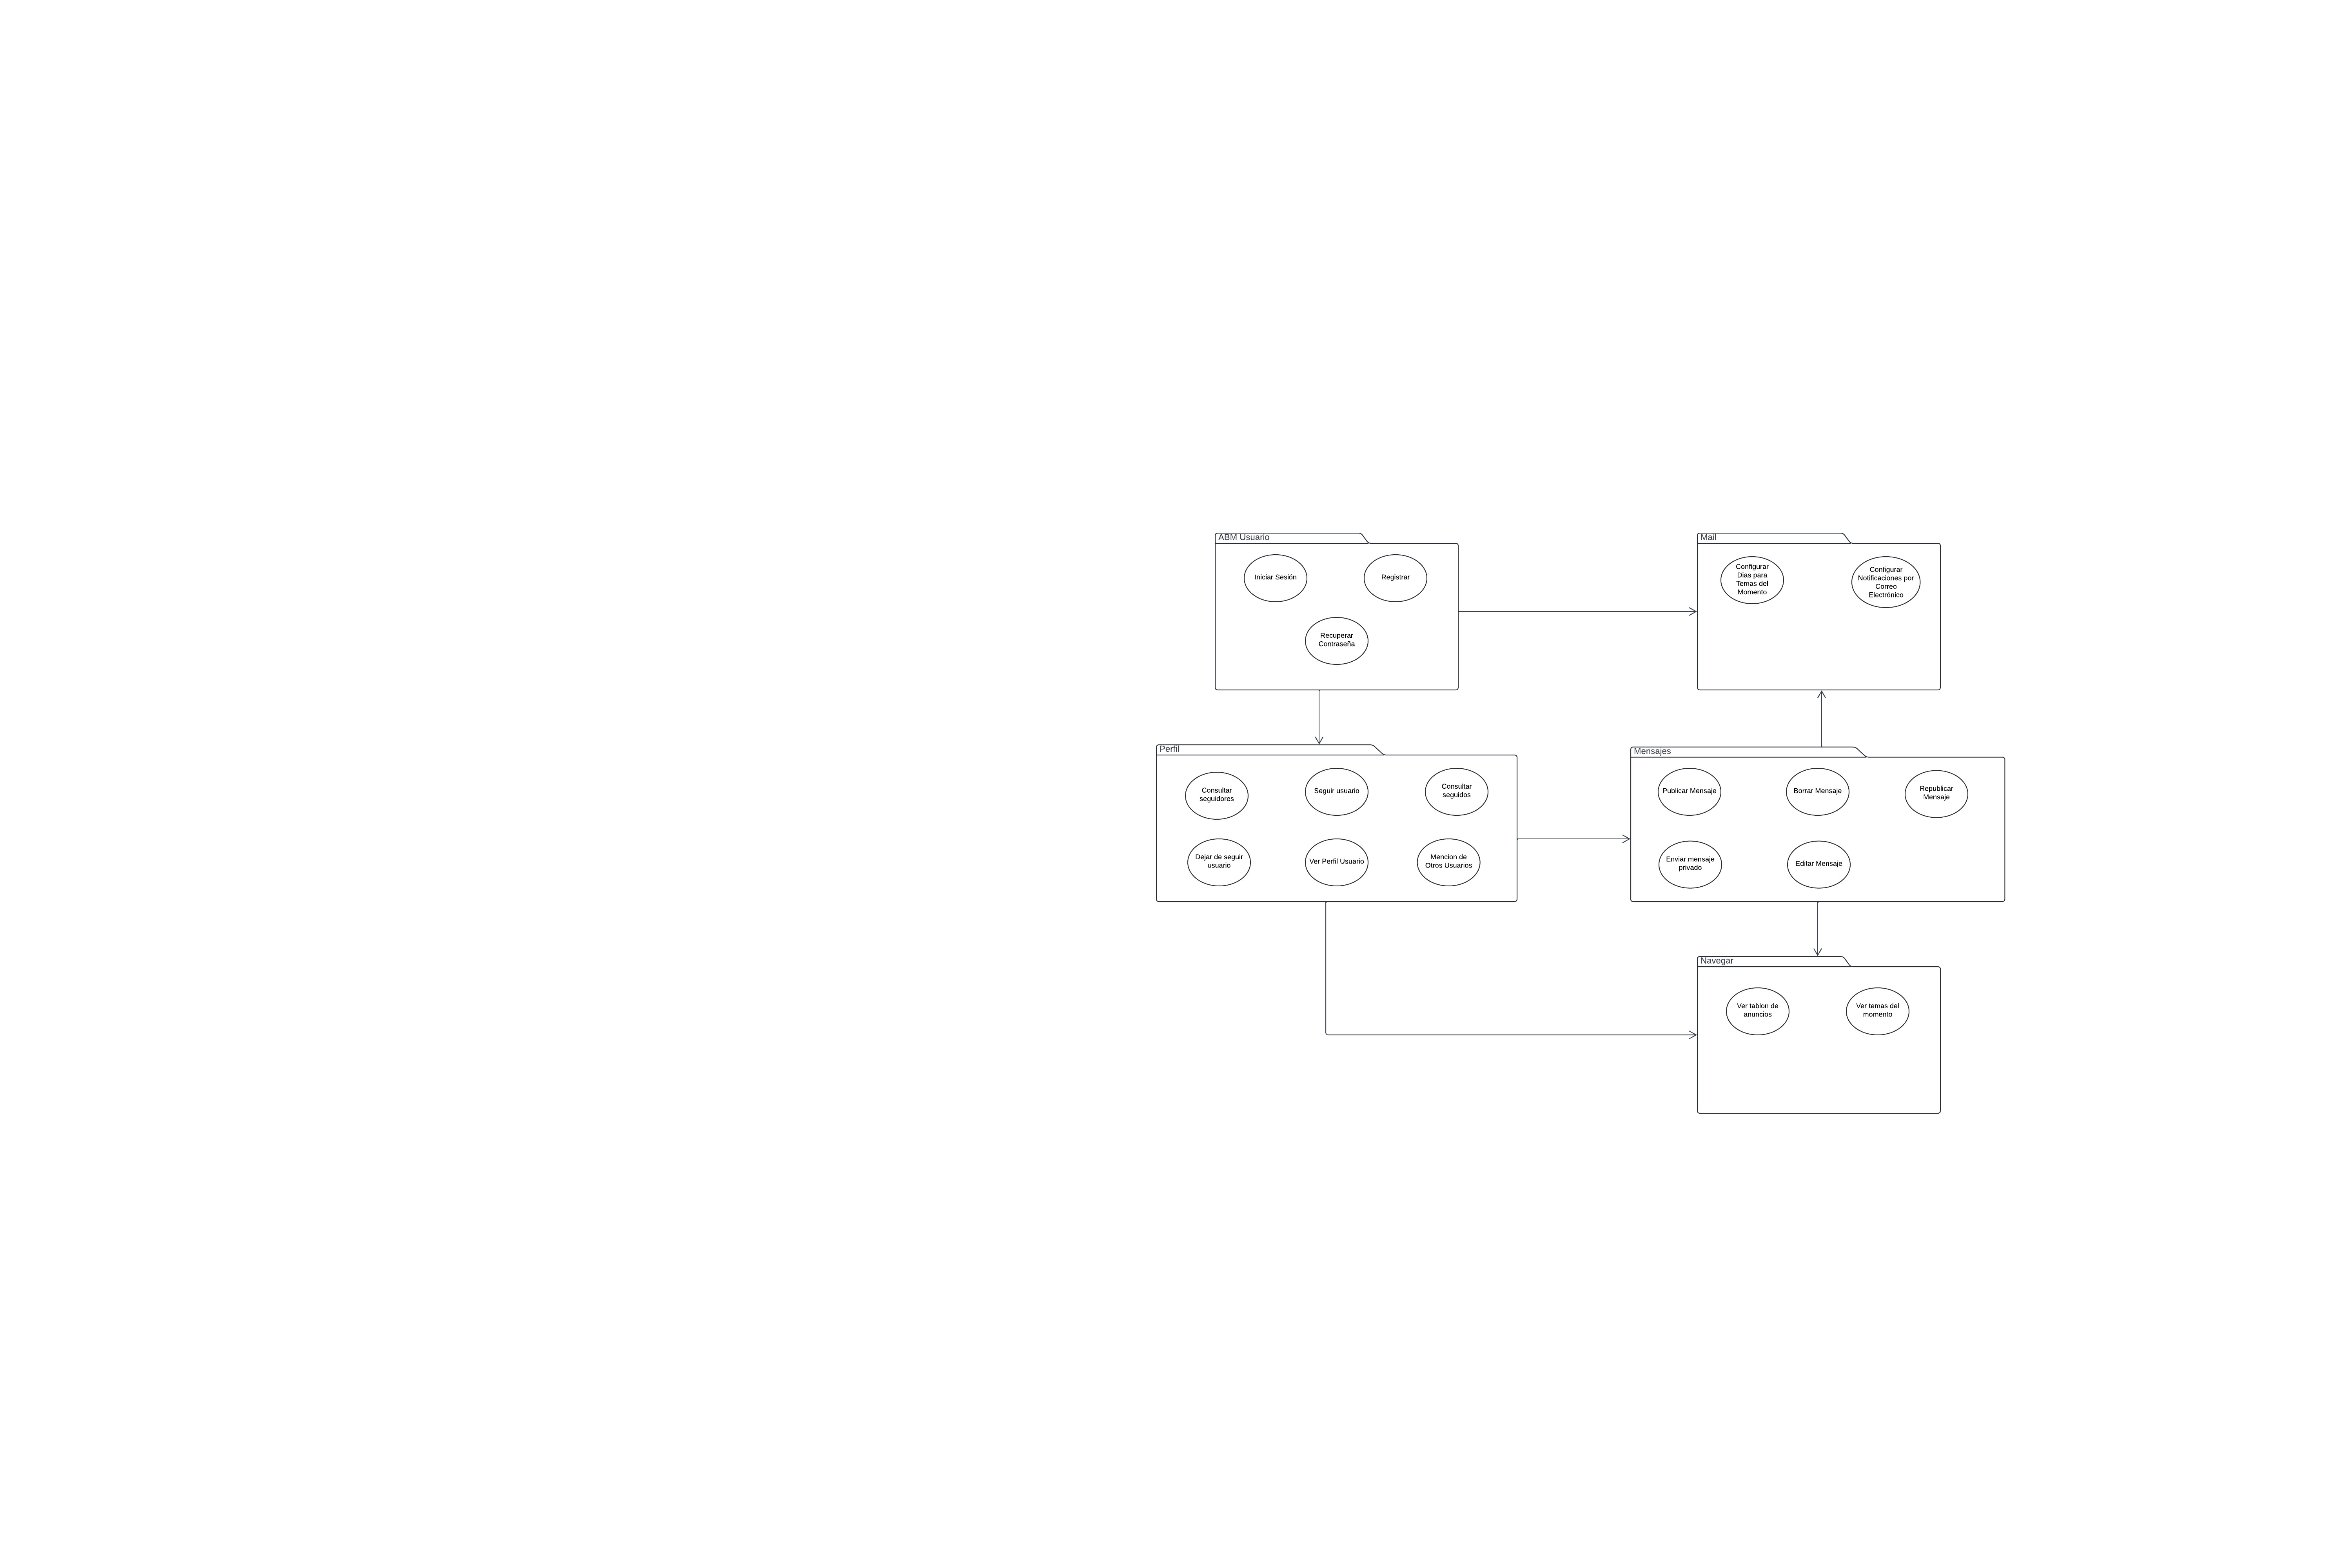 ABM Usuario
Iniciar Sesión
Registrar
Recuperar
Contraseña
Mail
Configurar
Dias para
Temas del
Momento
Configurar
Notificaciones por
Correo
Electrónico
Perfil
Consultar
seguidores
Seguir usuario
Consultar
seguidos
Dejar de seguir
usuario
Ver Perfil Usuario
Mencion de
Otros Usuarios
Mensajes
Publicar Mensaje
Borrar Mensaje
Republicar
Mensaje
Enviar mensaje
privado
Editar Mensaje
Navegar
Ver tablon de
anuncios
Ver temas del
momento